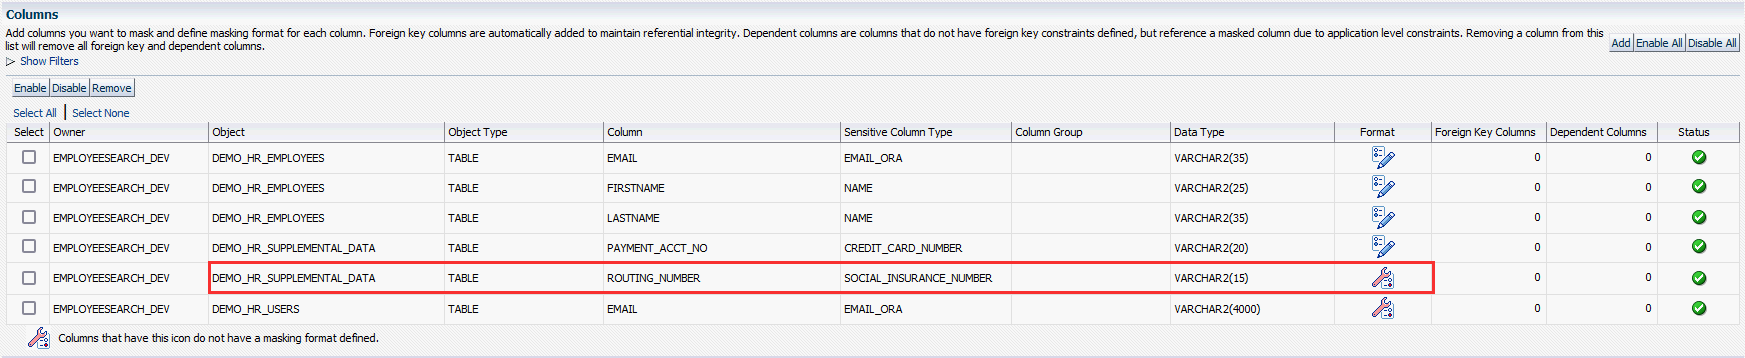 Columns
Add columns you want to mask and define masking format for each column. Foreign key columns are automatically added to maintain referential integrity. Dependent columns are columns that do not have foreign key constraints defined, but reference a masked column due to application level constraints. Removing a column from this
list will remove all foreign key and dependent columns.
Add Enable All Disable All
Show Filters
Enable Disable Remove
Select All | Select None
Select Owner Object Object Type Column Sensitive Column Type Column Group Data Type Format Foreign Key Columns Dependent Columns Status
EMPLOYEESEARCH_DEV DEMO_HR_EMPLOYEES TABLE EMAIL EMAIL_ORA VARCHAR2(35) 0 0
EMPLOYEESEARCH_DEV DEMO_HR_EMPLOYEES TABLE FIRSTNAME NAME VARCHAR2(25) 0 0
EMPLOYEESEARCH_DEV DEMO_HR_EMPLOYEES TABLE LASTNAME NAME VARCHAR2(35) 0 0
EMPLOYEESEARCH_DEV DEMO_HR_SUPPLEMENTAL_DATA TABLE PAYMENT_ACCT_NO CREDIT_CARD_NUMBER VARCHAR2(20) 0 0
EMPLOYEESEARCH_DEV DEMO_HR_SUPPLEMENTAL_DATA TABLE ROUTING_NUMBER SOCIAL_INSURANCE_NUMBER VARCHAR2(15) 0 0
EMPLOYEESEARCH_DEV DEMO_HR_USERS TABLE EMAIL EMAIL_ORA VARCHAR2(4000) 0 0
Columns that have this icon do not have a masking format defined.